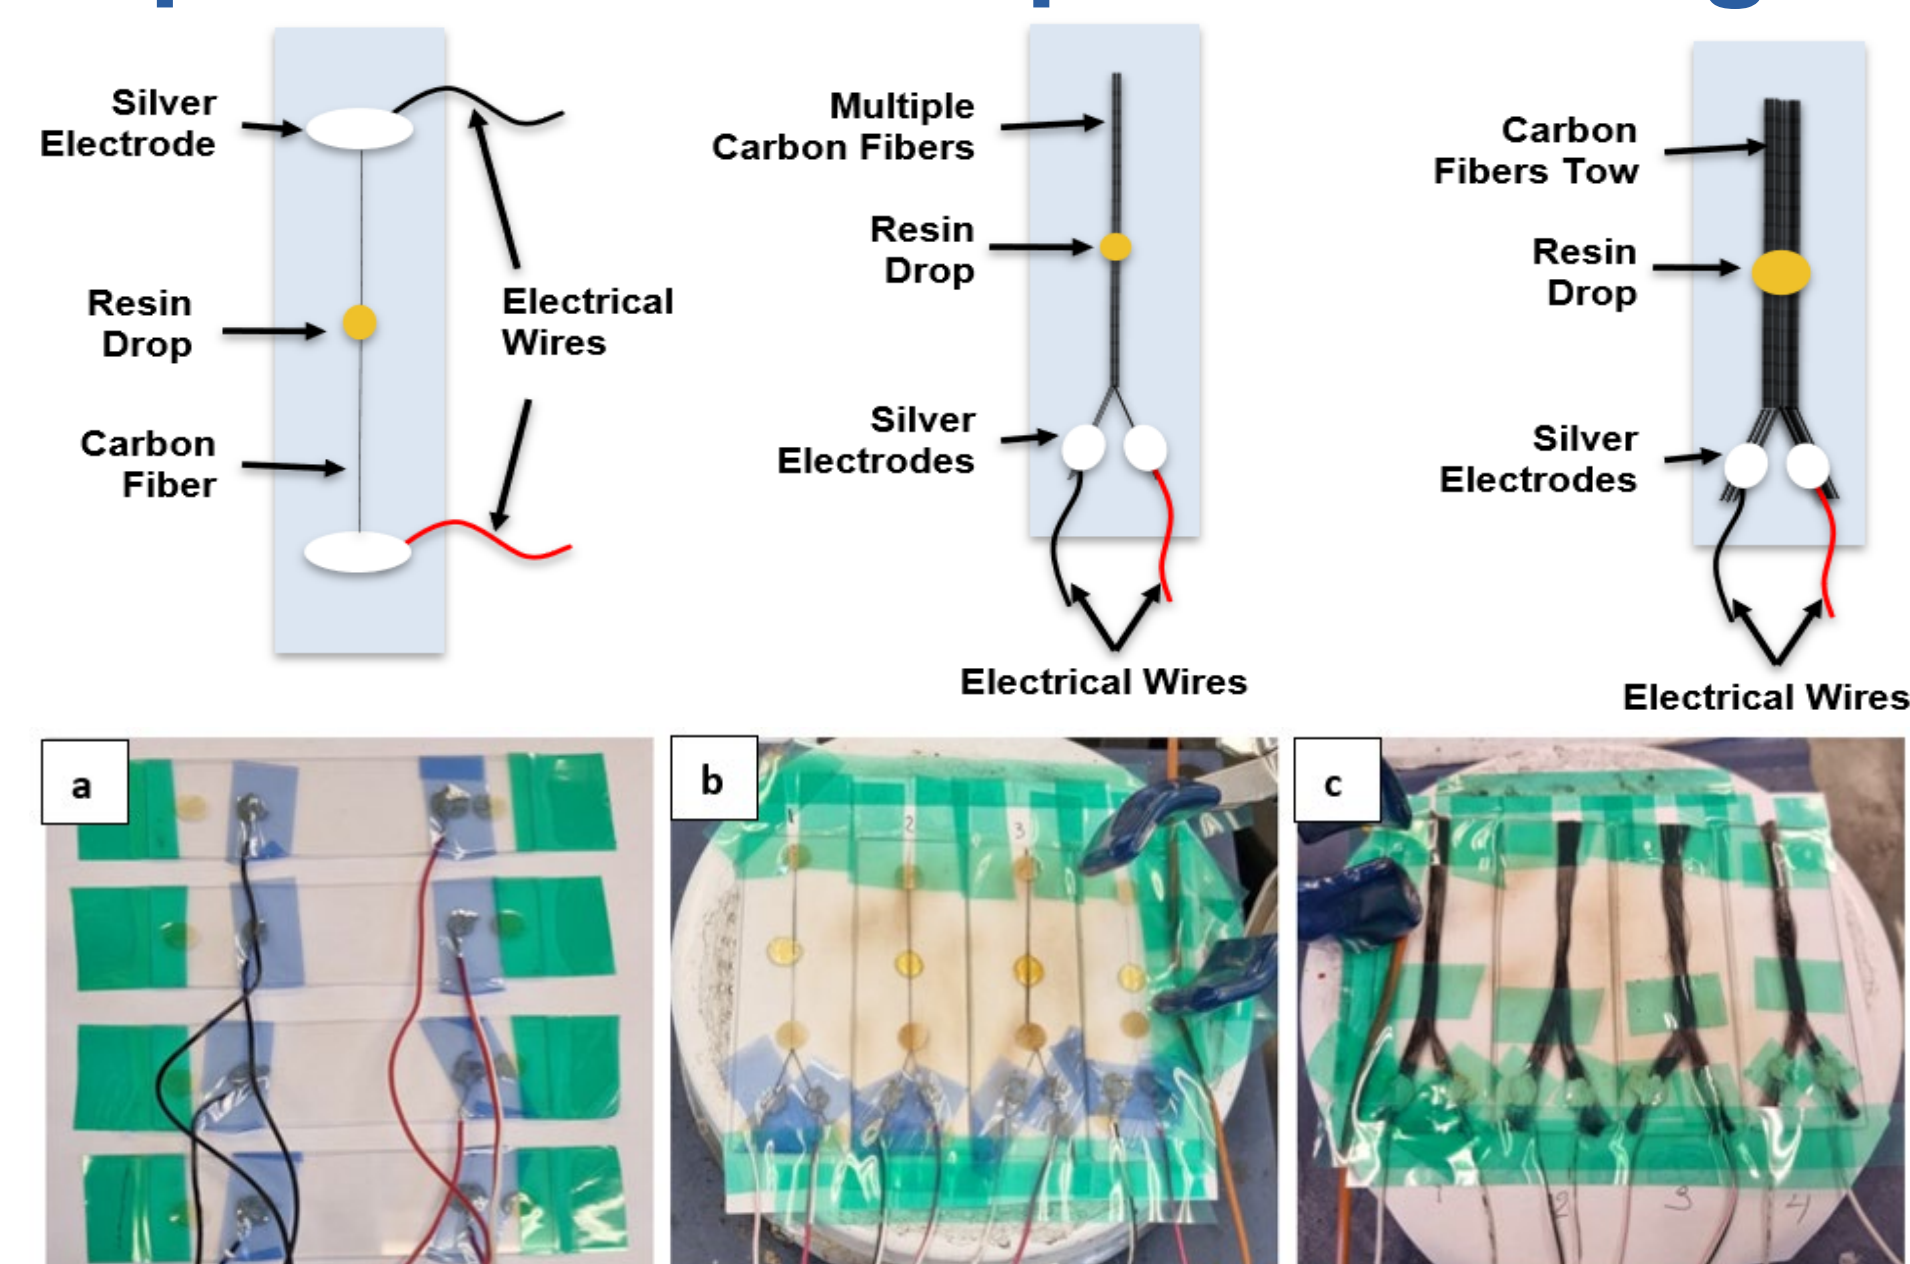 Silver
Electrode
Resin
Drop
Carbon
Fiber
Electrical
Wires
Multiple
Carbon Fibers
Resin
Drop
Silver
Electrodes
Electrical Wires
Carbon
Fibers Tow
Resin
Drop
Silver
Electrodes
Electrical Wires
a
b
1
2
3
c
1
2
3
4